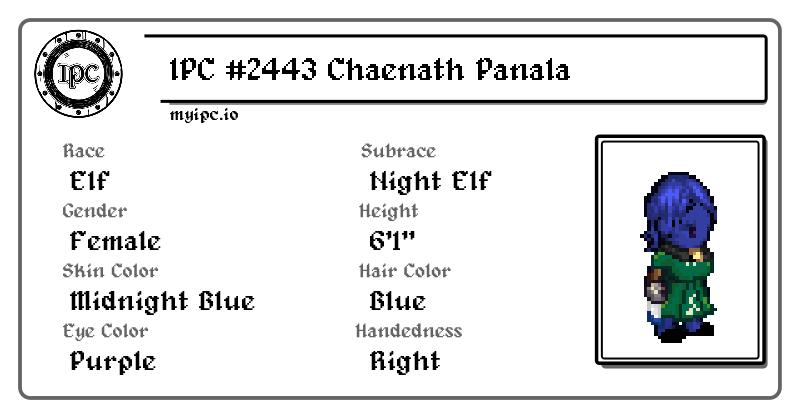 IPC
IPC #2443 Chaenath Panala
myipc.io
Race
Elf
Subrace
Night Elf
Gender
Female
Height
6'1"
Skin Color
Midnight Blue
Hair Color
Blue
Eye Color
Purple
Handedness
Right